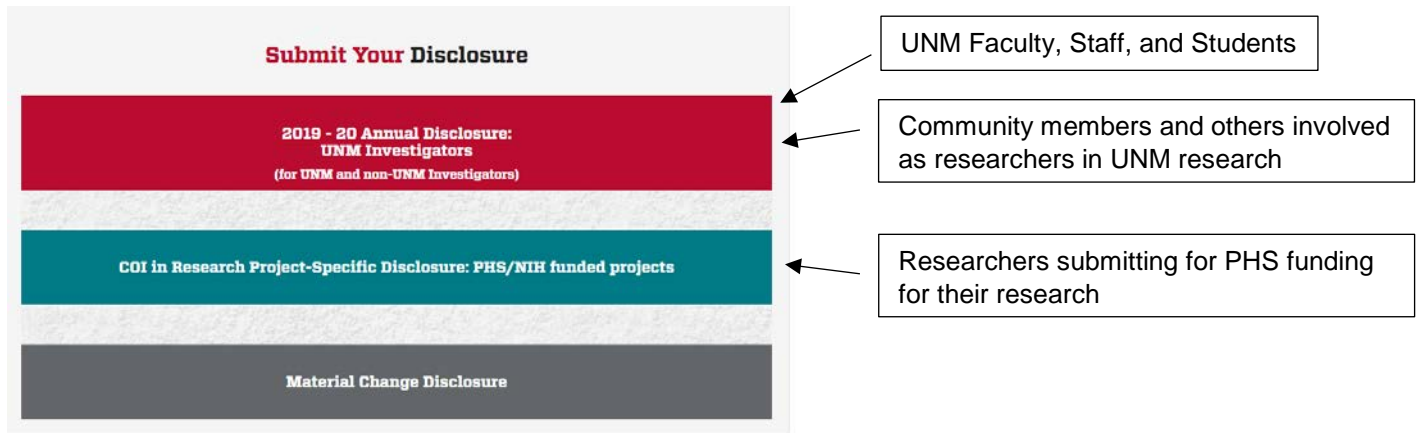 Submit Your Disclosure
2019 - 20 Annual Disclosure:
UNM Investigators
(for UNM and non-UNM Investigators)
COI in Research Project-Specific Disclosure: PHS/NIH funded projects
Material Change Disclosure
UNM Faculty, Staff, and Students
Community members and others involved
as researchers in UNM research
Researchers submitting for PHS funding
for their research